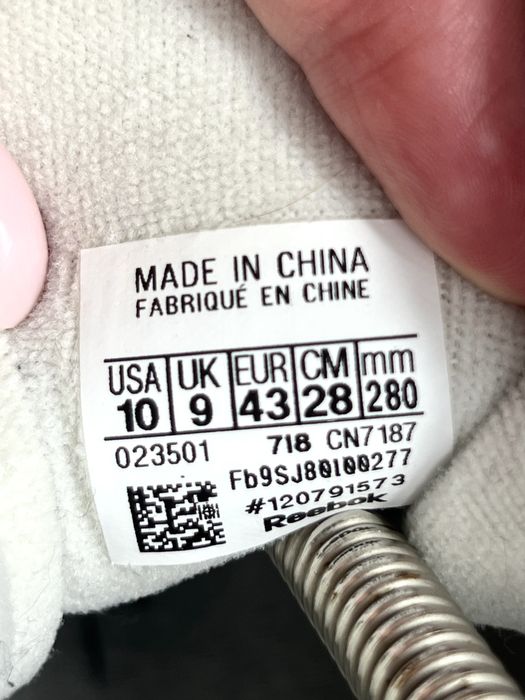 MADE IN CHINA
FABRIQUÉ EN CHINE
USA UK EUR CM mm
10 9 43 28 280
023501 718 CN7187
Fb9SJ80I00277
#120791573
Reebok